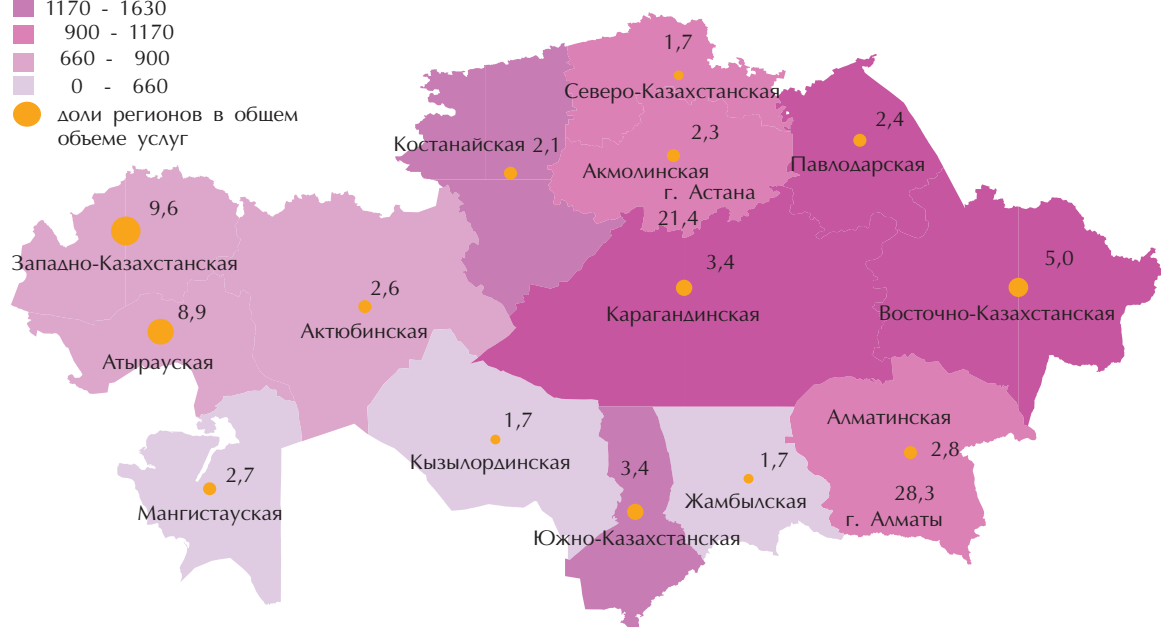 1170 - 1630
900 - 1170
660 - 900
0 - 660
доли регионов в общем
объеме услуг
1,7
Северо-Казахстанская
Костанайская 2,1
2,3
Акмолинская
г. Астана
21,4
2,4
Павлодарская
9,6
Западно-Казахстанская
8,9
Атырауская
2,6
Актюбинская
3,4
Карагандинская
5,0
Восточно-Казахстанская
2,7
Мангистауская
1,7
Кызылординская
3,4
Южно-Казахстанская
1,7
Жамбылская
Алматинская
2,8
28,3
г. Алматы